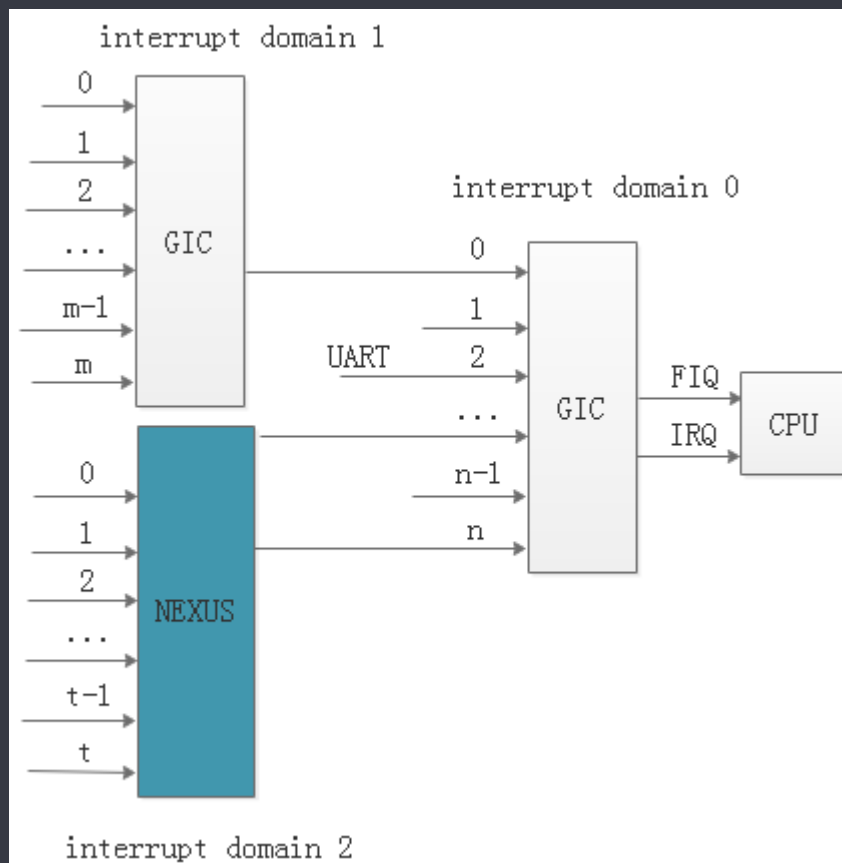 interrupt domain 1
0
1
2
...
m-1
m
GIC
interrupt domain 0
0
1
UART 2
...
n-1
n
GIC
FIQ
IRQ
CPU
0
1
2
...
t-1
t
NEXUS
interrupt domain 2